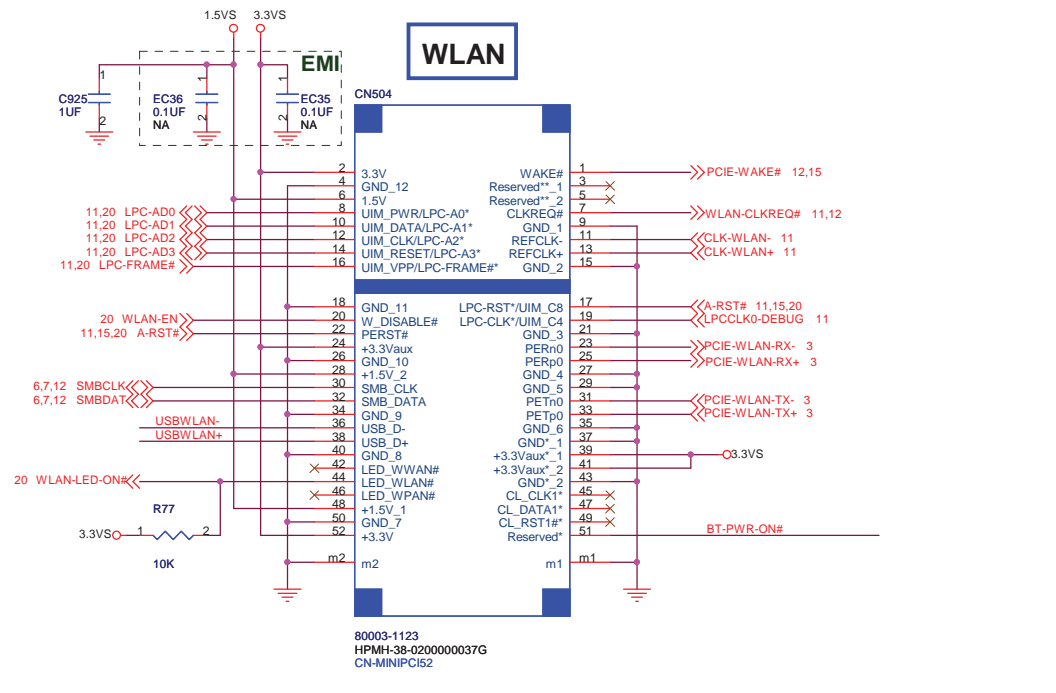 1.5VS 3.3VS
WLAN
EMI
1 1 1
C925
1UF
EC36
0.1UF
NA
EC35
0.1UF
NA
2 2 2
CN504
2 3.3V WAKE# 1 PCIE-WAKE# 12,15
4 GND_12 Reserved**_1 3
6 1.5V Reserved**_2 5
11,20 LPC-AD0 8 UIM_PWR/LPC-A0* CLKREQ# 7 WLAN-CLKREQ# 11,12
11,20 LPC-AD1 10 UIM_DATA/LPC-A1* GND_1 9
11,20 LPC-AD2 12 UIM_CLK/LPC-A2* REFCLK- 11 CLK-WLAN- 11
11,20 LPC-AD3 14 UIM_RESET/LPC-A3* REFCLK+ 13 CLK-WLAN+ 11
11,20 LPC-FRAME# 16 UIM_VPP/LPC-FRAME#* GND_2 15
18 GND_11 LPC-RST*/UIM_C8 17 A-RST# 11,15,20
20 WLAN-EN 20 W_DISABLE# LPC-CLK*/UIM_C4 19 LPCCLK0-DEBUG 11
11,15,20 A-RST# 22 PERST# GND_3 21
24 +3.3Vaux PERn0 23 PCIE-WLAN-RX- 3
26 GND_10 PERp0 25 PCIE-WLAN-RX+ 3
28 +1.5V_2 GND_4 27
6,7,12 SMBCLK 30 SMB_CLK GND_5 29
6,7,12 SMBDAT 32 SMB_DATA PETn0 31 PCIE-WLAN-TX- 3
34 GND_9 PETp0 33 PCIE-WLAN-TX+ 3
USBWLAN- 36 USB_D- GND_6 35
USBWLAN+ 38 USB_D+ GND*_1 37
40 GND_8 +3.3Vaux*_1 39 3.3VS
42 LED_WWAN# +3.3Vaux*_2 41
20 WLAN-LED-ON# 44 LED_WLAN# GND*_2 43
46 LED_WPAN# CL_CLK1* 45
48 +1.5V_1 CL_DATA1* 47
50 GND_7 CL_RST1#* 49
52 +3.3V Reserved* 51 BT-PWR-ON#
R77
3.3VS 1 2
10K
m2 m2 m1 m1
80003-1123
HPMH-38-0200000037G
CN-MINIPCI52